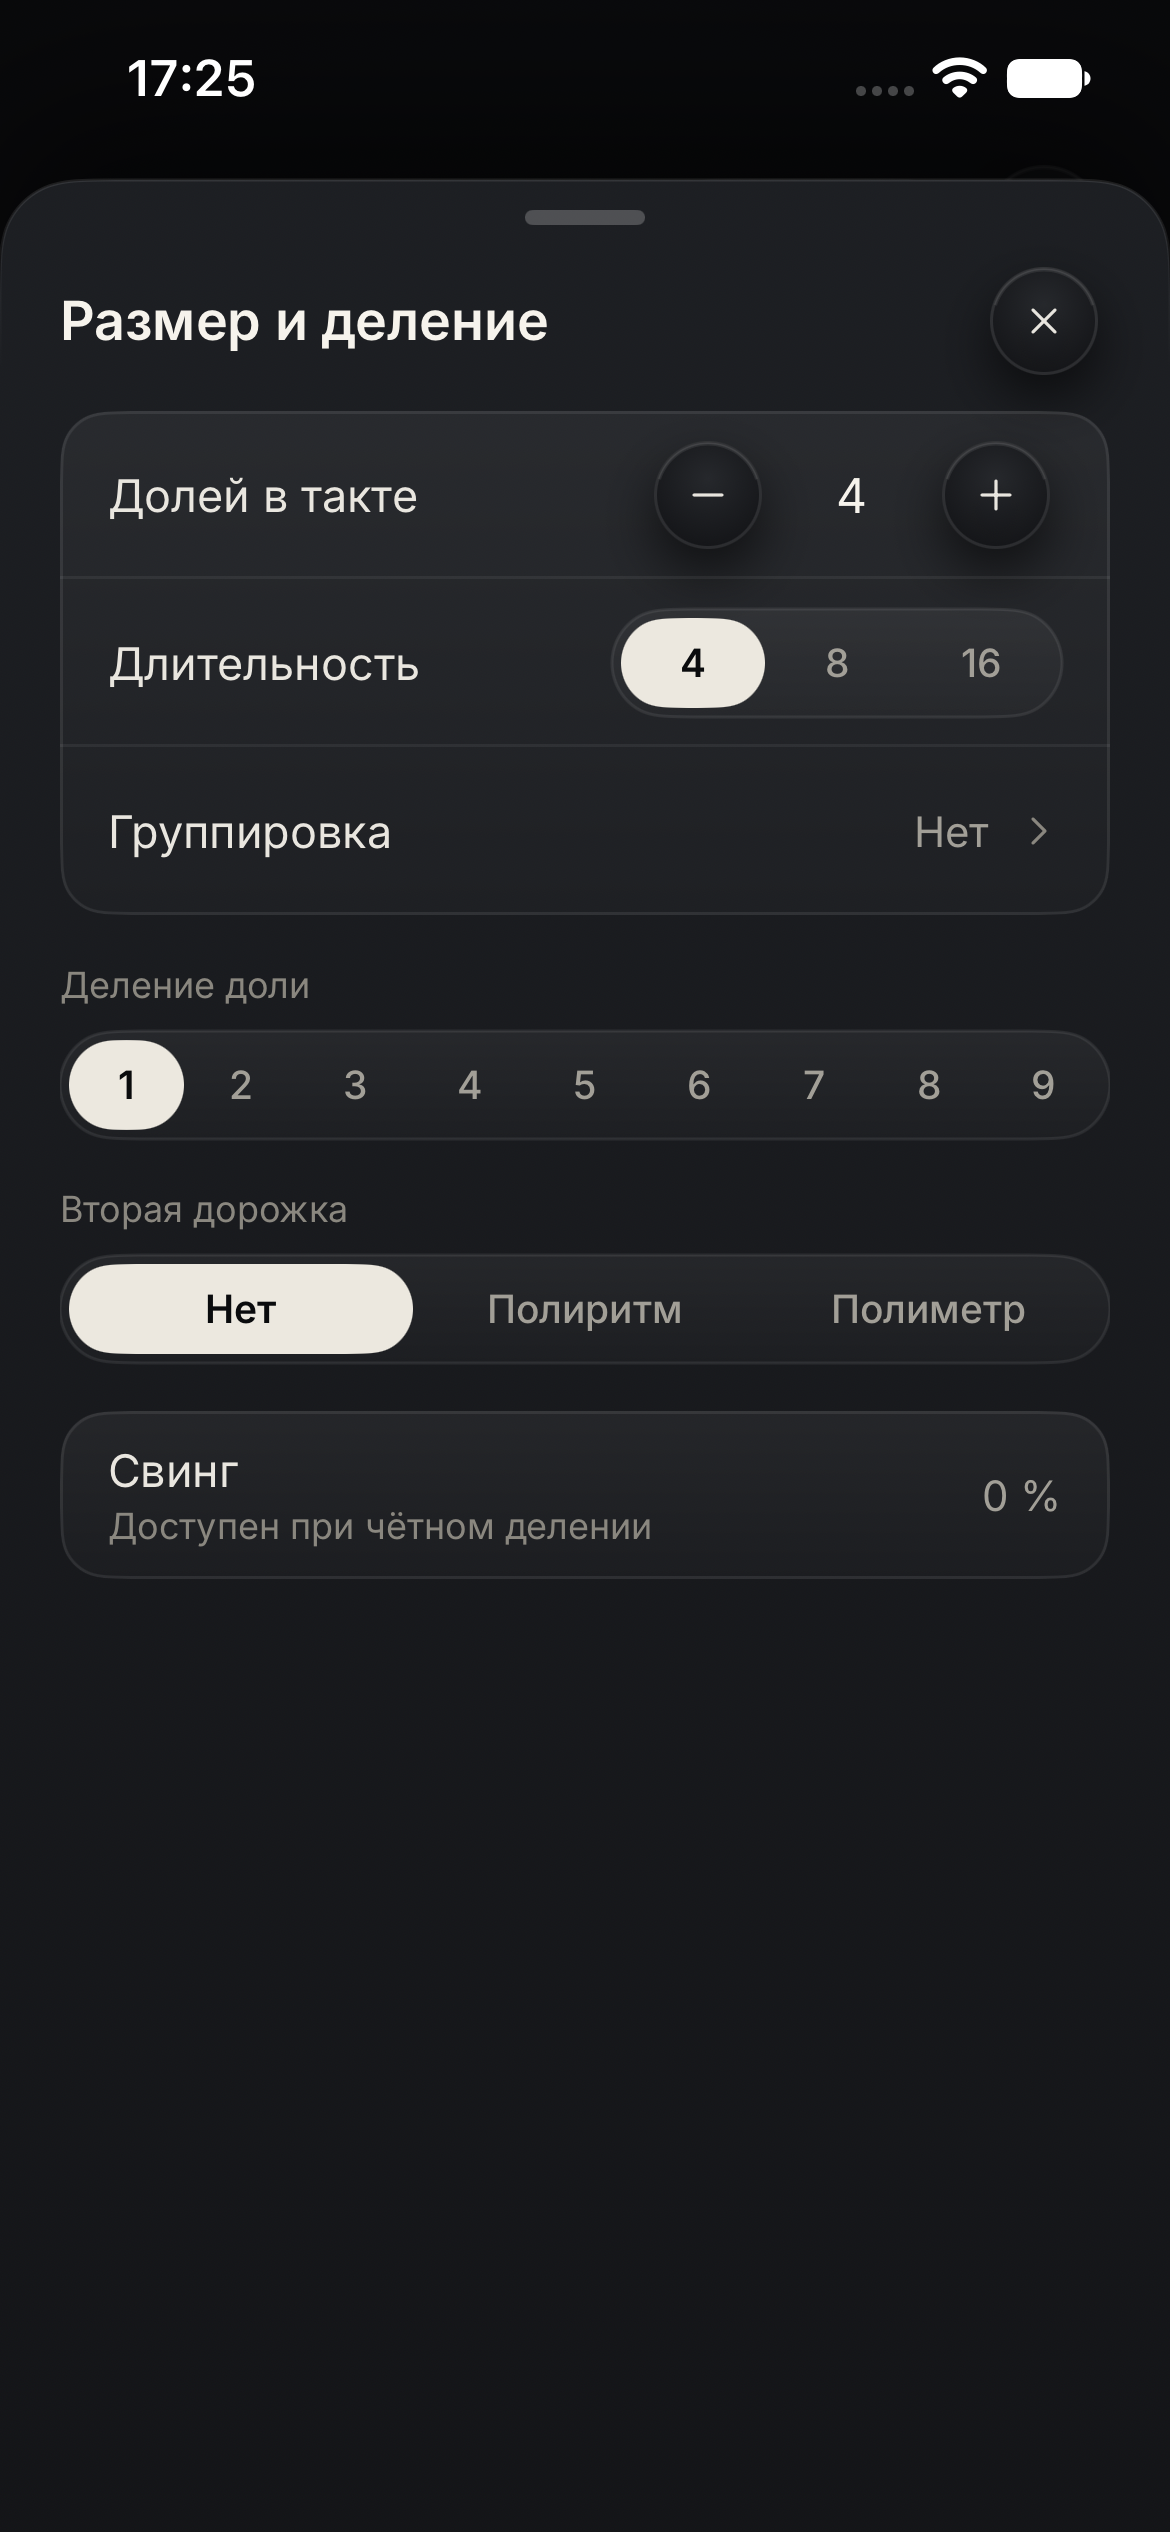 17:25
Размер и деление
Долей в такте
4
Длительность
4 8 16
Группировка
Нет
Деление доли
1 2 3 4 5 6 7 8 9
Вторая дорожка
Нет Полиритм Полиметр
Свинг
0 %
Доступен при чётном делении